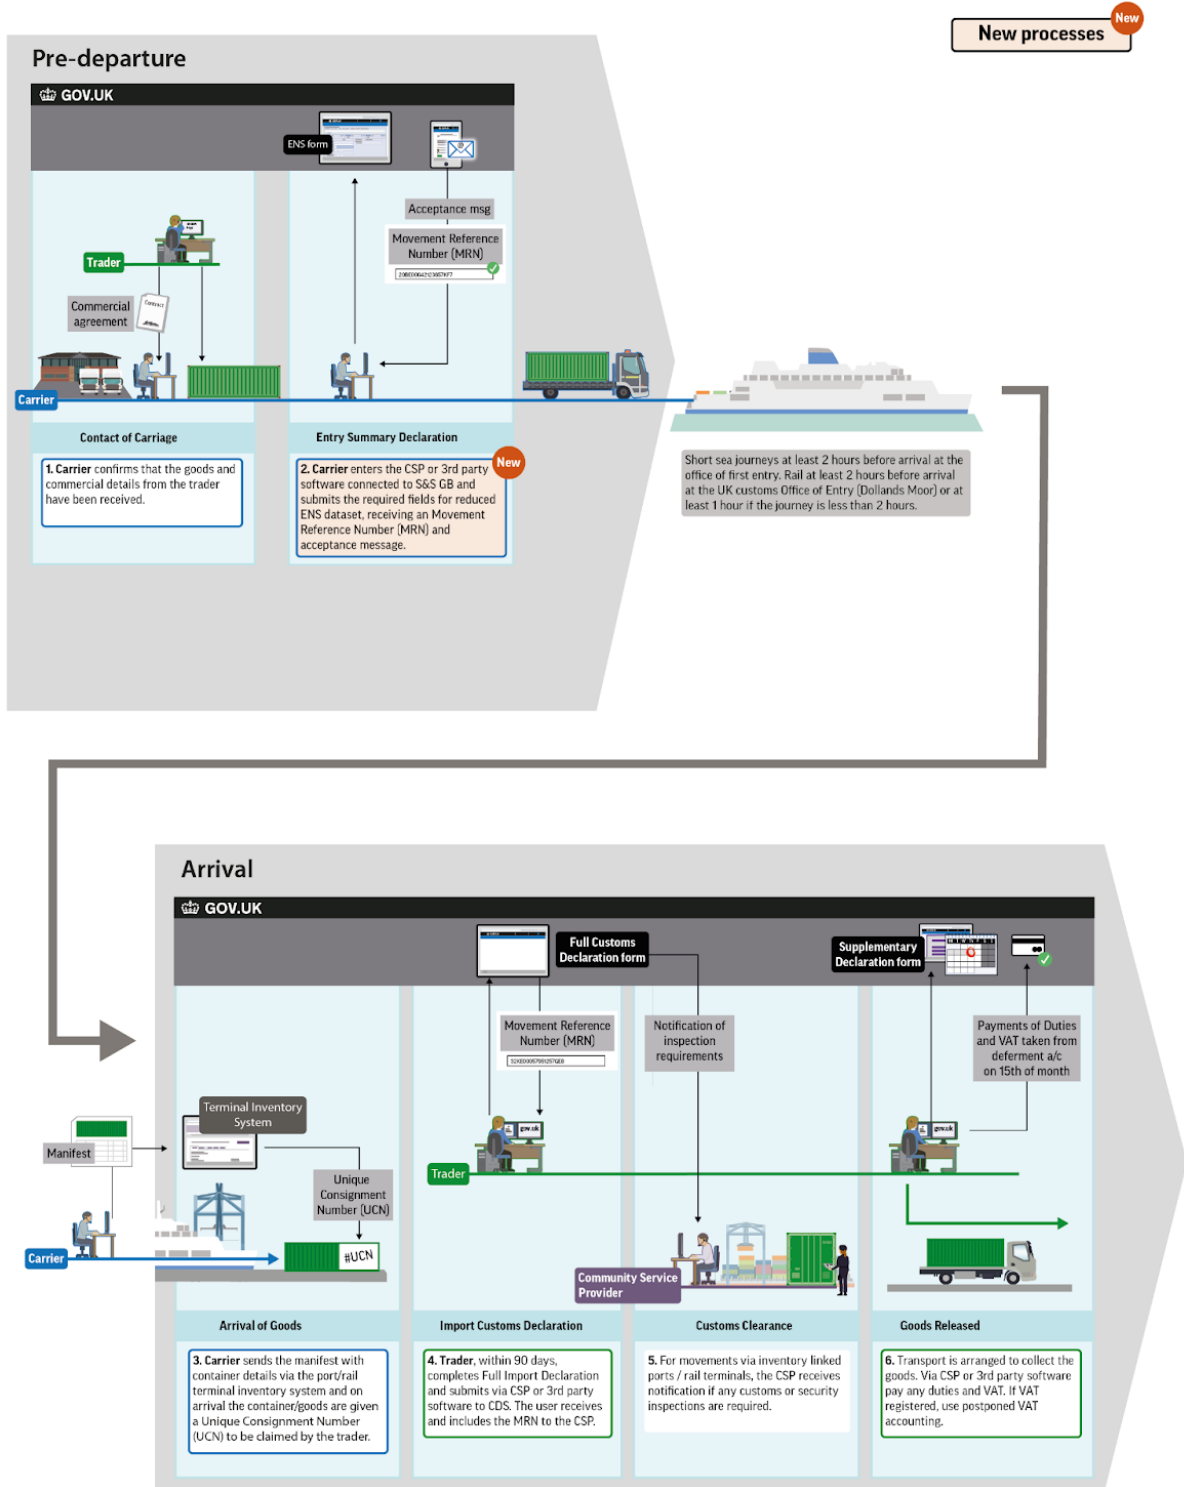 New processes
New
Pre-departure
GOV.UK
ENS form
Acceptance msg
Movement Reference
Number (MRN)
Trader
Commercial
agreement
Contract
Carrier
Contact of Carriage
1. Carrier confirms that the goods and
commercial details from the trader
have been received.
Entry Summary Declaration
New
2. Carrier enters the CSP or 3rd party
software connected to S&S GB and
submits the required fields for reduced
ENS dataset, receiving an Movement
Reference Number (MRN) and
acceptance message.
Short sea journeys at least 2 hours before arrival at the
office of first entry. Rail at least 2 hours before arrival
at the UK customs Office of Entry (Dollands Moor) or at
least 1 hour if the journey is less than 2 hours.
Arrival
GOV.UK
Full Customs
Declaration form
Supplementary
Declaration form
Movement Reference
Number (MRN)
Notification of
inspection
requirements
Payments of Duties
and VAT taken from
deferment a/c
on 15th of month
Terminal Inventory
System
Manifest
Unique
Consignment
Number (UCN)
gov.uk
gov.uk
Trader
#UCN
Carrier
Community Service
Provider
Arrival of Goods
3. Carrier sends the manifest with
container details via the port/rail
terminal inventory system and on
arrival the container/goods are given
a Unique Consignment Number
(UCN) to be claimed by the trader.
Import Customs Declaration
4. Trader, within 90 days,
completes Full Import Declaration
and submits via CSP or 3rd party
software to CDS. The user receives
and includes the MRN to the CSP.
Customs Clearance
5. For movements via inventory linked
ports / rail terminals, the CSP receives
notification if any customs or security
inspections are required.
Goods Released
6. Transport is arranged to collect the
goods. Via CSP or 3rd party software
pay any duties and VAT. If VAT
registered, use postponed VAT
accounting.